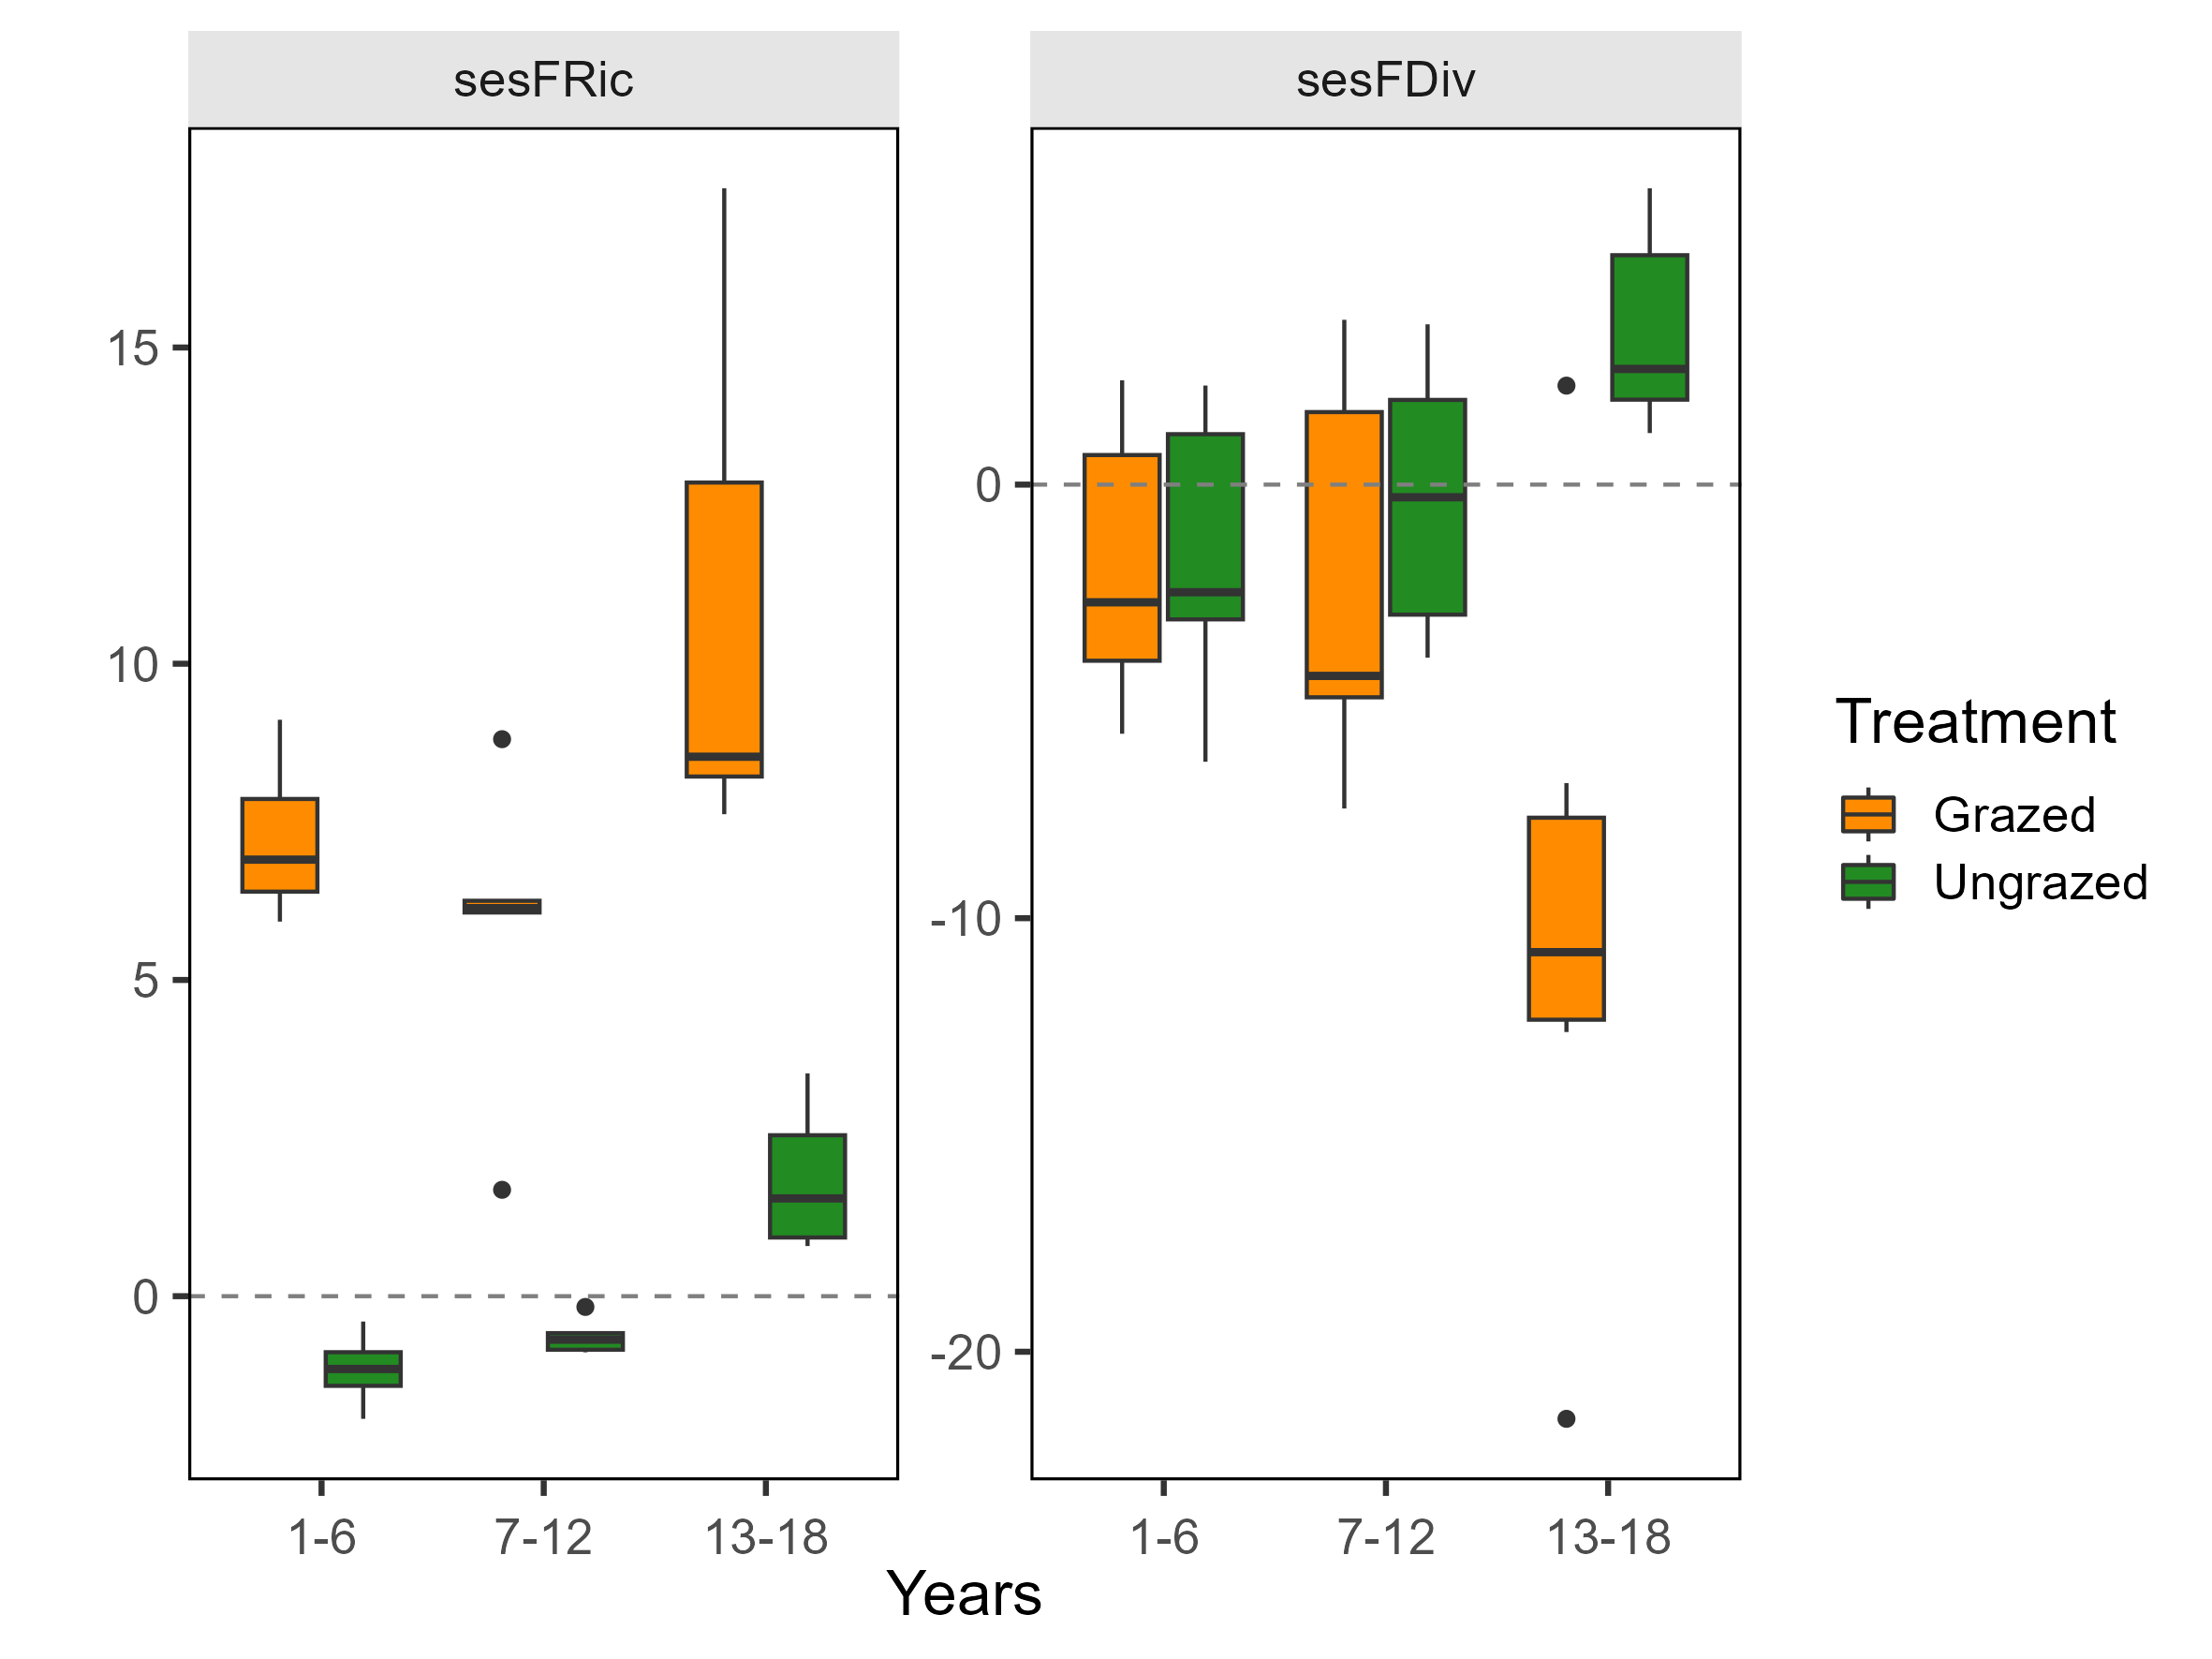 sesFRic
sesFDiv
15
10
5
0
0
-10
-20
1-6
7-12
13-18
1-6
7-12
13-18
Years
Treatment
Grazed
Ungrazed